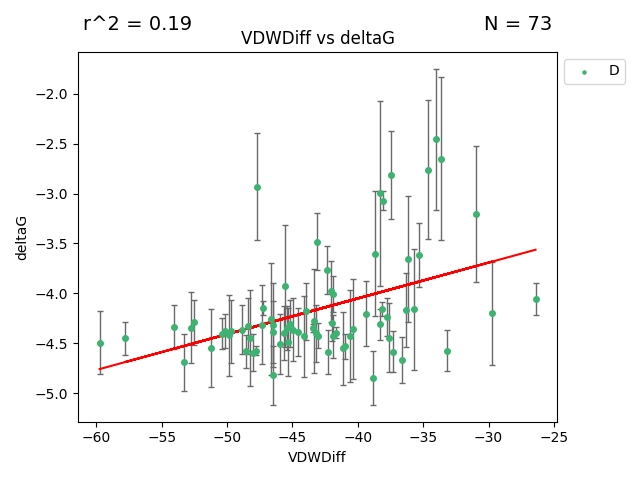 r^2 = 0.19
N = 73
VDWDiff vs deltaG
D
−2.0
−2.5
−3.0
−3.5
−4.0
−4.5
−5.0
deltaG
−60
−55
−50
−45
−40
−35
−30
−25
VDWDiff